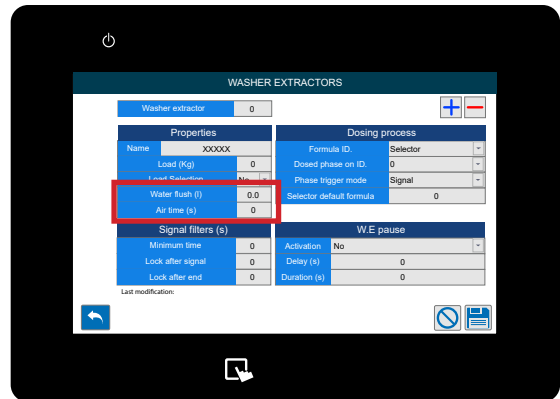 WASHER EXTRACTORS
Washer extractor 0
Properties
Name XXXXX
Load (Kg) 0
Load Selection No
Water flush (l) 0.0
Air time (s) 0
Dosing process
Formula ID. Selector
Dosed phase on ID. 0
Phase trigger mode Signal
Selector default formula 0
Signal filters (s)
Minimum time 0
Lock after signal 0
Lock after end 0
W.E pause
Activation No
Delay (s) 0
Duration (s) 0
Last modification: